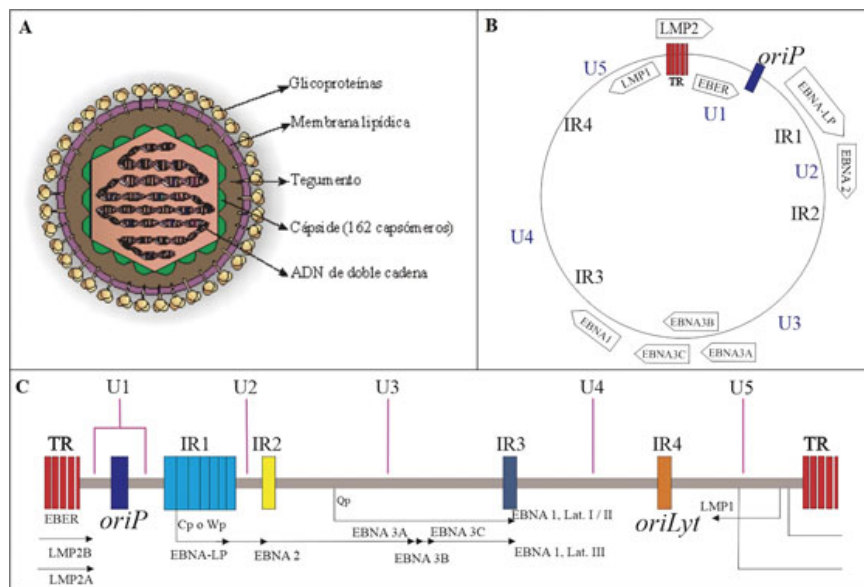 A
Glicoproteínas
Membrana lipídica
Tegumento
Cápside (162 capsómeros)
ADN de doble cadena
B
LMP2
oriP
U5
LMP1
TR
EBER
U1
EBNA-LP
IR4
IR1
EBNA 2
U2
IR2
U4
IR3
U3
EBNA1
EBNA3B
EBNA3C
EBNA3A
C
U1
U2
U3
U4
U5
TR
IR1
IR2
IR3
IR4
TR
EBER
oriP
Cp o Wp
Qp
EBNA 1, Lat. I / II
oriLyt
LMP1
LMP2B
EBNA-LP
EBNA 2
EBNA 3A
EBNA 3B
EBNA 3C
EBNA 1, Lat. III
LMP2A